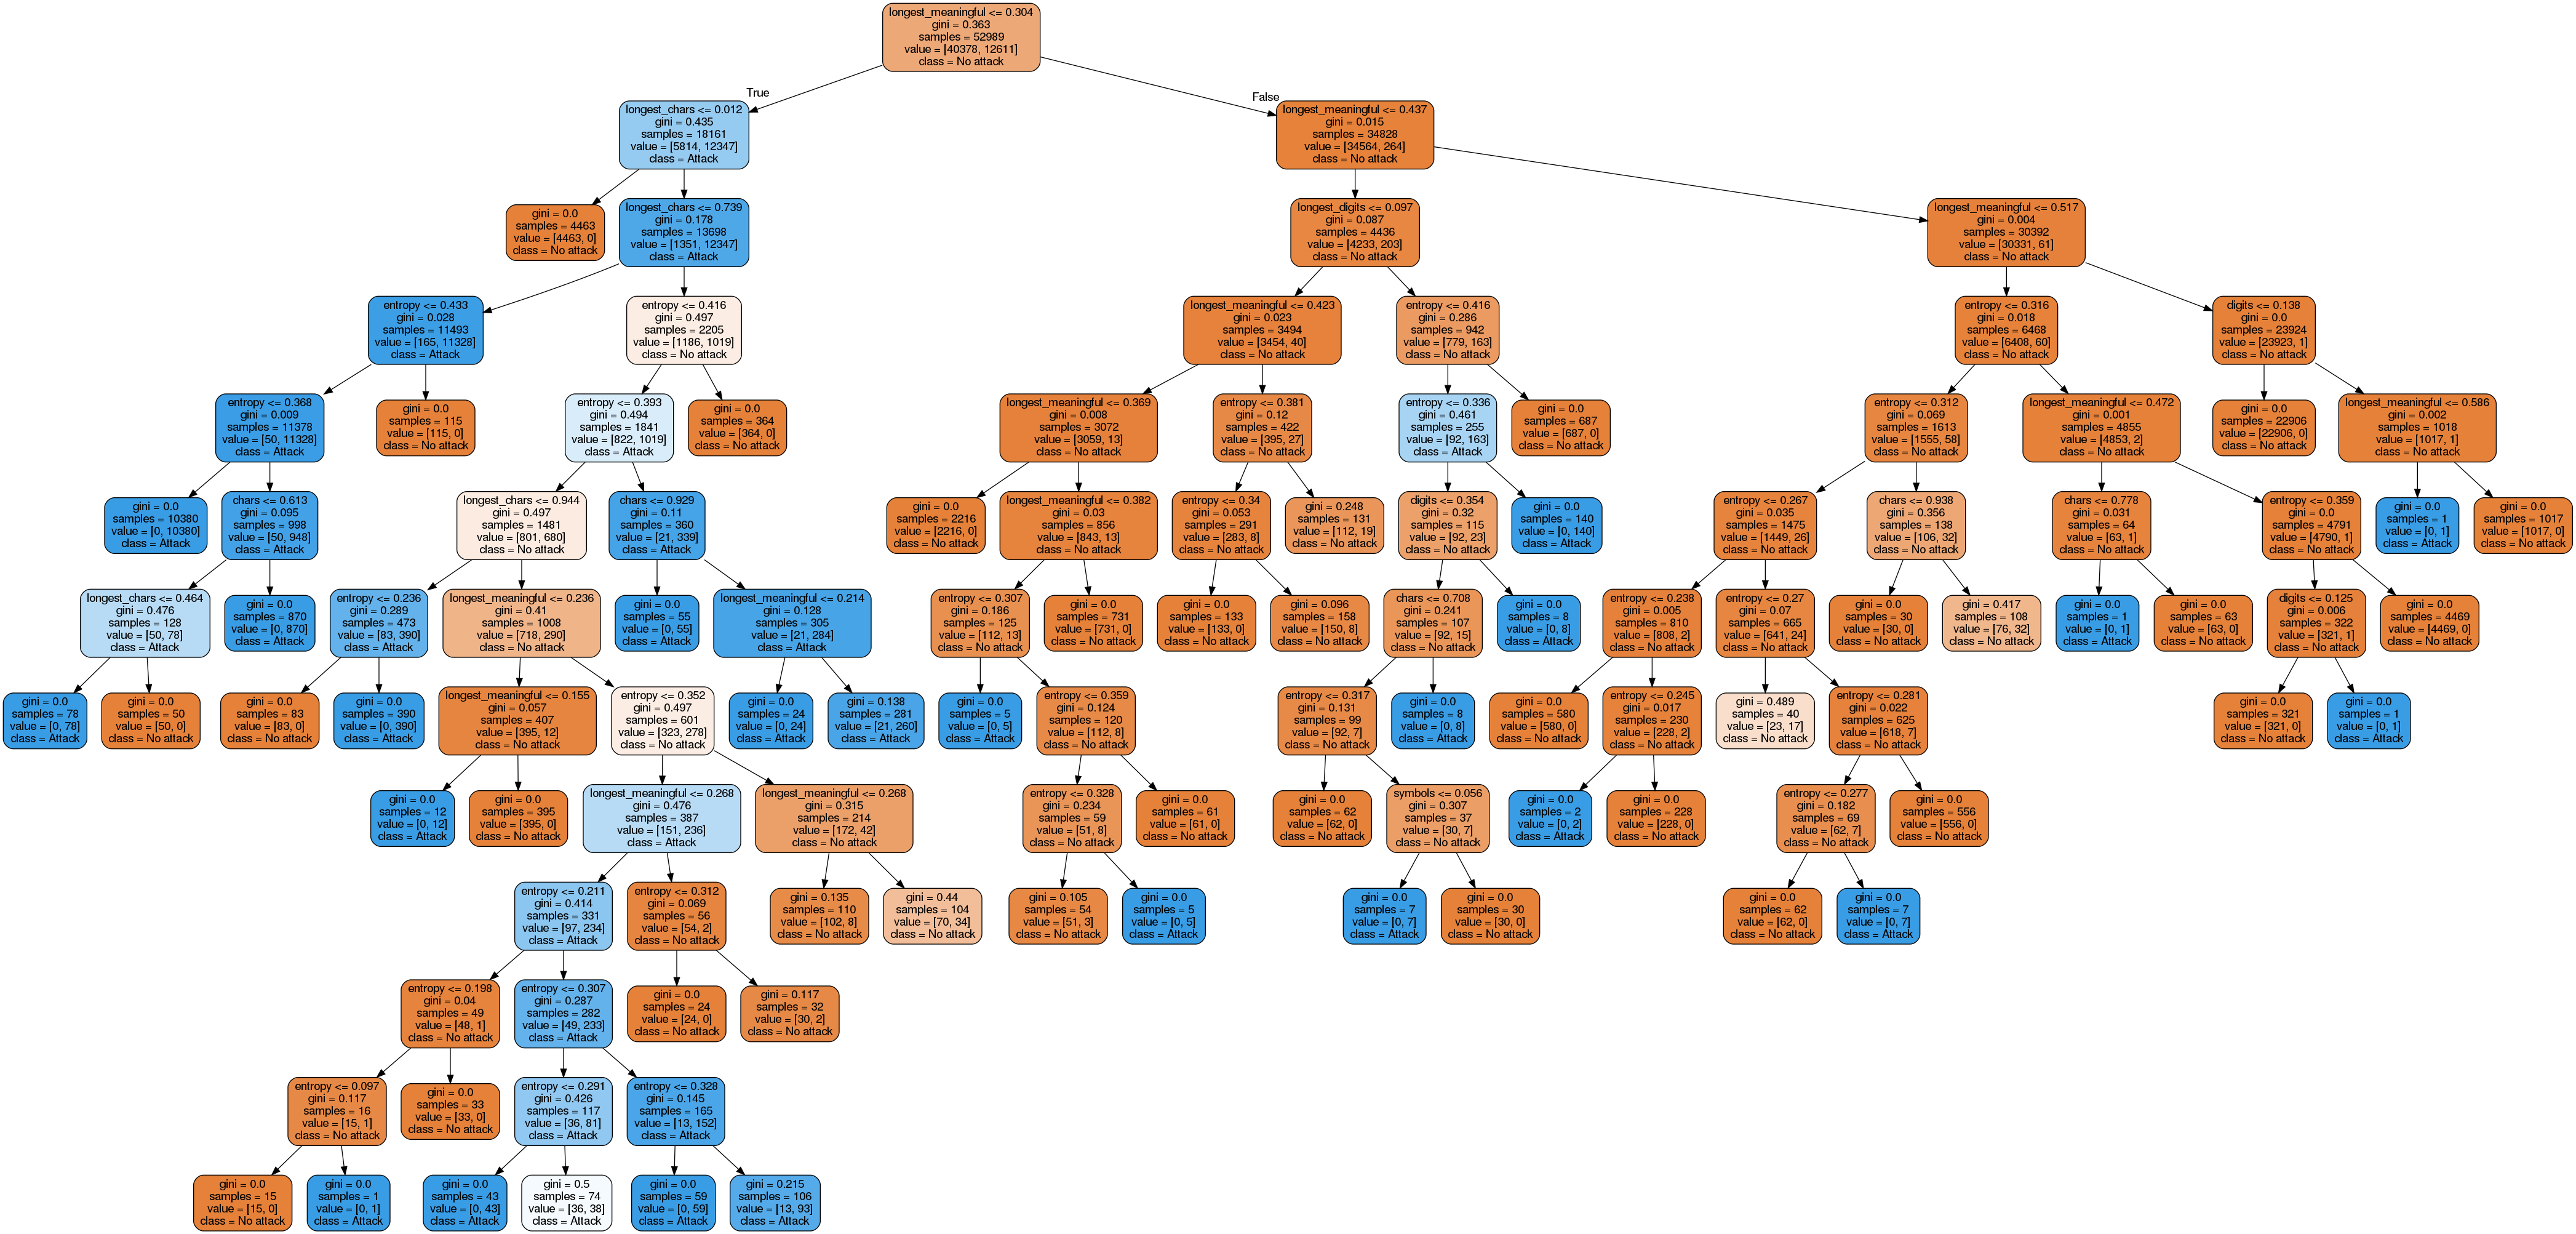 longest_meaningful <= 0.304
gini = 0.363
samples = 52989
value = [40378, 12611]
class = No attack
True
False
longest_chars <= 0.012
gini = 0.435
samples = 18161
value = [5814, 12347]
class = Attack
longest_meaningful <= 0.437
gini = 0.015
samples = 34828
value = [34564, 264]
class = No attack
gini = 0.0
samples = 4463
value = [4463, 0]
class = No attack
longest_chars <= 0.739
gini = 0.178
samples = 13698
value = [1351, 12347]
class = Attack
longest_digits <= 0.097
gini = 0.087
samples = 4436
value = [4233, 203]
class = No attack
longest_meaningful <= 0.517
gini = 0.004
samples = 30392
value = [30331, 61]
class = No attack
entropy <= 0.433
gini = 0.028
samples = 11493
value = [165, 11328]
class = Attack
entropy <= 0.416
gini = 0.497
samples = 2205
value = [1186, 1019]
class = No attack
longest_meaningful <= 0.423
gini = 0.023
samples = 3494
value = [3454, 40]
class = No attack
entropy <= 0.416
gini = 0.286
samples = 942
value = [779, 163]
class = No attack
entropy <= 0.316
gini = 0.018
samples = 6468
value = [6408, 60]
class = No attack
digits <= 0.138
gini = 0.0
samples = 23924
value = [23923, 1]
class = No attack
entropy <= 0.368
gini = 0.009
samples = 11378
value = [50, 11328]
class = Attack
gini = 0.0
samples = 115
value = [115, 0]
class = No attack
entropy <= 0.393
gini = 0.494
samples = 1841
value = [822, 1019]
class = Attack
gini = 0.0
samples = 364
value = [364, 0]
class = No attack
longest_meaningful <= 0.369
gini = 0.008
samples = 3072
value = [3059, 13]
class = No attack
entropy <= 0.381
gini = 0.12
samples = 422
value = [395, 27]
class = No attack
entropy <= 0.336
gini = 0.461
samples = 255
value = [92, 163]
class = Attack
gini = 0.0
samples = 687
value = [687, 0]
class = No attack
entropy <= 0.312
gini = 0.069
samples = 1613
value = [1555, 58]
class = No attack
longest_meaningful <= 0.472
gini = 0.001
samples = 4855
value = [4853, 2]
class = No attack
gini = 0.0
samples = 22906
value = [22906, 0]
class = No attack
longest_meaningful <= 0.586
gini = 0.002
samples = 1018
value = [1017, 1]
class = No attack
gini = 0.0
samples = 10380
value = [0, 10380]
class = Attack
chars <= 0.613
gini = 0.095
samples = 998
value = [50, 948]
class = Attack
longest_chars <= 0.944
gini = 0.497
samples = 1481
value = [801, 680]
class = No attack
chars <= 0.929
gini = 0.11
samples = 360
value = [21, 339]
class = Attack
gini = 0.0
samples = 2216
value = [2216, 0]
class = No attack
longest_meaningful <= 0.382
gini = 0.03
samples = 856
value = [843, 13]
class = No attack
entropy <= 0.34
gini = 0.053
samples = 291
value = [283, 8]
class = No attack
gini = 0.248
samples = 131
value = [112, 19]
class = No attack
digits <= 0.354
gini = 0.32
samples = 115
value = [92, 23]
class = No attack
gini = 0.0
samples = 140
value = [0, 140]
class = Attack
entropy <= 0.267
gini = 0.035
samples = 1475
value = [1449, 26]
class = No attack
chars <= 0.938
gini = 0.356
samples = 138
value = [106, 32]
class = No attack
chars <= 0.778
gini = 0.031
samples = 64
value = [63, 1]
class = No attack
entropy <= 0.359
gini = 0.0
samples = 4791
value = [4790, 1]
class = No attack
gini = 0.0
samples = 1
value = [0, 1]
class = Attack
gini = 0.0
samples = 1017
value = [1017, 0]
class = No attack
longest_chars <= 0.464
gini = 0.476
samples = 128
value = [50, 78]
class = Attack
gini = 0.0
samples = 870
value = [0, 870]
class = Attack
entropy <= 0.236
gini = 0.289
samples = 473
value = [83, 390]
class = Attack
longest_meaningful <= 0.236
gini = 0.41
samples = 1008
value = [718, 290]
class = No attack
gini = 0.0
samples = 55
value = [0, 55]
class = Attack
longest_meaningful <= 0.214
gini = 0.128
samples = 305
value = [21, 284]
class = Attack
entropy <= 0.307
gini = 0.186
samples = 125
value = [112, 13]
class = No attack
gini = 0.0
samples = 731
value = [731, 0]
class = No attack
gini = 0.0
samples = 133
value = [133, 0]
class = No attack
gini = 0.096
samples = 158
value = [150, 8]
class = No attack
chars <= 0.708
gini = 0.241
samples = 107
value = [92, 15]
class = No attack
gini = 0.0
samples = 8
value = [0, 8]
class = Attack
entropy <= 0.238
gini = 0.005
samples = 810
value = [808, 2]
class = No attack
entropy <= 0.27
gini = 0.07
samples = 665
value = [641, 24]
class = No attack
gini = 0.0
samples = 30
value = [30, 0]
class = No attack
gini = 0.417
samples = 108
value = [76, 32]
class = No attack
gini = 0.0
samples = 1
value = [0, 1]
class = Attack
gini = 0.0
samples = 63
value = [63, 0]
class = No attack
digits <= 0.125
gini = 0.006
samples = 322
value = [321, 1]
class = No attack
gini = 0.0
samples = 4469
value = [4469, 0]
class = No attack
gini = 0.0
samples = 78
value = [0, 78]
class = Attack
gini = 0.0
samples = 50
value = [50, 0]
class = No attack
gini = 0.0
samples = 83
value = [83, 0]
class = No attack
gini = 0.0
samples = 390
value = [0, 390]
class = Attack
longest_meaningful <= 0.155
gini = 0.057
samples = 407
value = [395, 12]
class = No attack
entropy <= 0.352
gini = 0.497
samples = 601
value = [323, 278]
class = No attack
gini = 0.0
samples = 24
value = [0, 24]
class = Attack
gini = 0.138
samples = 281
value = [21, 260]
class = Attack
gini = 0.0
samples = 5
value = [0, 5]
class = Attack
entropy <= 0.359
gini = 0.124
samples = 120
value = [112, 8]
class = No attack
entropy <= 0.317
gini = 0.131
samples = 99
value = [92, 7]
class = No attack
gini = 0.0
samples = 8
value = [0, 8]
class = Attack
gini = 0.0
samples = 580
value = [580, 0]
class = No attack
entropy <= 0.245
gini = 0.017
samples = 230
value = [228, 2]
class = No attack
gini = 0.489
samples = 40
value = [23, 17]
class = No attack
entropy <= 0.281
gini = 0.022
samples = 625
value = [618, 7]
class = No attack
gini = 0.0
samples = 321
value = [321, 0]
class = No attack
gini = 0.0
samples = 1
value = [0, 1]
class = Attack
gini = 0.0
samples = 12
value = [0, 12]
class = Attack
gini = 0.0
samples = 395
value = [395, 0]
class = No attack
longest_meaningful <= 0.268
gini = 0.476
samples = 387
value = [151, 236]
class = Attack
longest_meaningful <= 0.268
gini = 0.315
samples = 214
value = [172, 42]
class = No attack
entropy <= 0.328
gini = 0.234
samples = 59
value = [51, 8]
class = No attack
gini = 0.0
samples = 61
value = [61, 0]
class = No attack
gini = 0.0
samples = 62
value = [62, 0]
class = No attack
symbols <= 0.056
gini = 0.307
samples = 37
value = [30, 7]
class = No attack
gini = 0.0
samples = 2
value = [0, 2]
class = Attack
gini = 0.0
samples = 228
value = [228, 0]
class = No attack
entropy <= 0.277
gini = 0.182
samples = 69
value = [62, 7]
class = No attack
gini = 0.0
samples = 556
value = [556, 0]
class = No attack
entropy <= 0.211
gini = 0.414
samples = 331
value = [97, 234]
class = Attack
entropy <= 0.312
gini = 0.069
samples = 56
value = [54, 2]
class = No attack
gini = 0.135
samples = 110
value = [102, 8]
class = No attack
gini = 0.44
samples = 104
value = [70, 34]
class = No attack
gini = 0.105
samples = 54
value = [51, 3]
class = No attack
gini = 0.0
samples = 5
value = [0, 5]
class = Attack
gini = 0.0
samples = 7
value = [0, 7]
class = Attack
gini = 0.0
samples = 30
value = [30, 0]
class = No attack
gini = 0.0
samples = 62
value = [62, 0]
class = No attack
gini = 0.0
samples = 7
value = [0, 7]
class = Attack
entropy <= 0.198
gini = 0.04
samples = 49
value = [48, 1]
class = No attack
entropy <= 0.307
gini = 0.287
samples = 282
value = [49, 233]
class = Attack
gini = 0.0
samples = 24
value = [24, 0]
class = No attack
gini = 0.117
samples = 32
value = [30, 2]
class = No attack
entropy <= 0.097
gini = 0.117
samples = 16
value = [15, 1]
class = No attack
gini = 0.0
samples = 33
value = [33, 0]
class = No attack
entropy <= 0.291
gini = 0.426
samples = 117
value = [36, 81]
class = Attack
entropy <= 0.328
gini = 0.145
samples = 165
value = [13, 152]
class = Attack
gini = 0.0
samples = 15
value = [15, 0]
class = No attack
gini = 0.0
samples = 1
value = [0, 1]
class = Attack
gini = 0.0
samples = 43
value = [0, 43]
class = Attack
gini = 0.5
samples = 74
value = [36, 38]
class = Attack
gini = 0.0
samples = 59
value = [0, 59]
class = Attack
gini = 0.215
samples = 106
value = [13, 93]
class = Attack